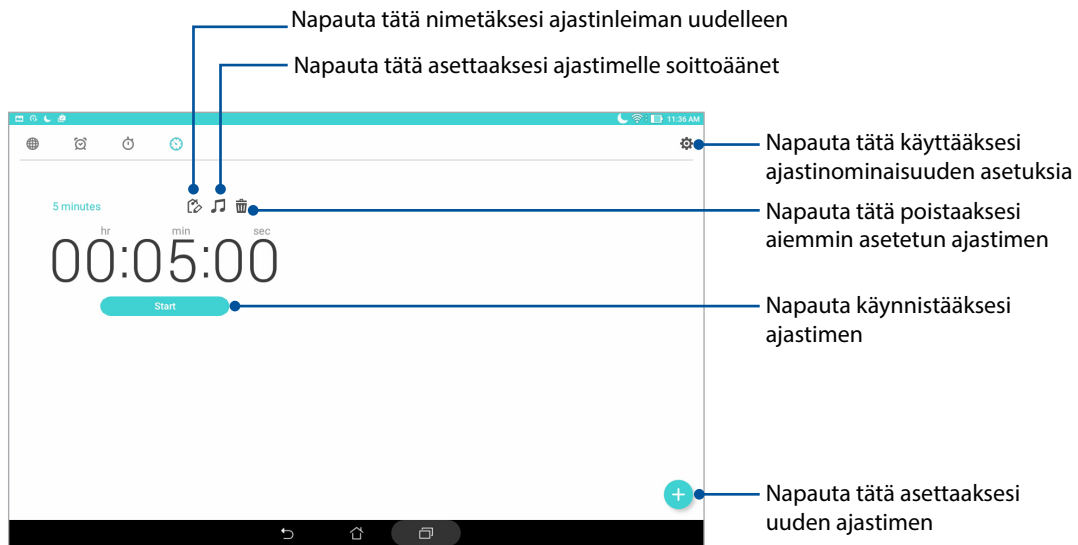 Napauta tätä nimetäksesi ajastinleiman uudelleen
Napauta tätä asettaaksesi ajastimelle soittoäänet
11:36 AM
Napauta tätä käyttääksesi
ajastinominaisuuden asetuksia
5 minutes
Napauta tätä poistaaksesi
aiemmin asetetun ajastimen
hr min sec
00:05:00
Start
Napauta käynnistääksesi
ajastimen
Napauta tätä asettaaksesi
uuden ajastimen